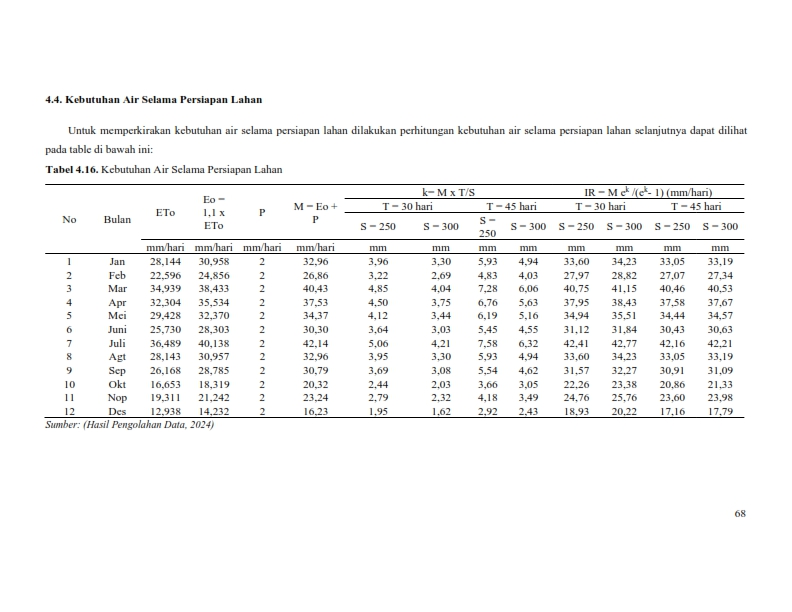 4.4. Kebutuhan Air Selama Persiapan Lahan
Untuk memperkirakan kebutuhan air selama persiapan lahan dilakukan perhitungan kebutuhan air selama persiapan lahan selanjutnya dapat dilihat
pada table di bawah ini:
Tabel 4.16. Kebutuhan Air Selama Persiapan Lahan
No Bulan ETo Eo = 1,1 x ETo P M = Eo + P k= M x T/S IR = M e^k /(e^k- 1) (mm/hari)
T = 30 hari T = 45 hari T = 30 hari T = 45 hari
S = 250 S = 300 S = 250 S = 300 S = 250 S = 300 S = 250 S = 300
mm/hari mm/hari mm/hari mm/hari mm mm mm mm mm mm mm mm
1 Jan 28,144 30,958 2 32,96 3,96 3,30 5,93 4,94 33,60 34,23 33,05 33,19
2 Feb 22,596 24,856 2 26,86 3,22 2,69 4,83 4,03 27,97 28,82 27,07 27,34
3 Mar 34,939 38,433 2 40,43 4,85 4,04 7,28 6,06 40,75 41,15 40,46 40,53
4 Apr 32,304 35,534 2 37,53 4,50 3,75 6,76 5,63 37,95 38,43 37,58 37,67
5 Mei 29,428 32,370 2 34,37 4,12 3,44 6,19 5,16 34,94 35,51 34,44 34,57
6 Juni 25,730 28,303 2 30,30 3,64 3,03 5,45 4,55 31,12 31,84 30,43 30,63
7 Juli 36,489 40,138 2 42,14 5,06 4,21 7,58 6,32 42,41 42,77 42,16 42,21
8 Agt 28,143 30,957 2 32,96 3,95 3,30 5,93 4,94 33,60 34,23 33,05 33,19
9 Sep 26,168 28,785 2 30,79 3,69 3,08 5,54 4,62 31,57 32,27 30,91 31,09
10 Okt 16,653 18,319 2 20,32 2,44 2,03 3,66 3,05 22,26 23,38 20,86 21,33
11 Nop 19,311 21,242 2 23,24 2,79 2,32 4,18 3,49 24,76 25,76 23,60 23,98
12 Des 12,938 14,232 2 16,23 1,95 1,62 2,92 2,43 18,93 20,22 17,16 17,79
Sumber: (Hasil Pengolahan Data, 2024)
68